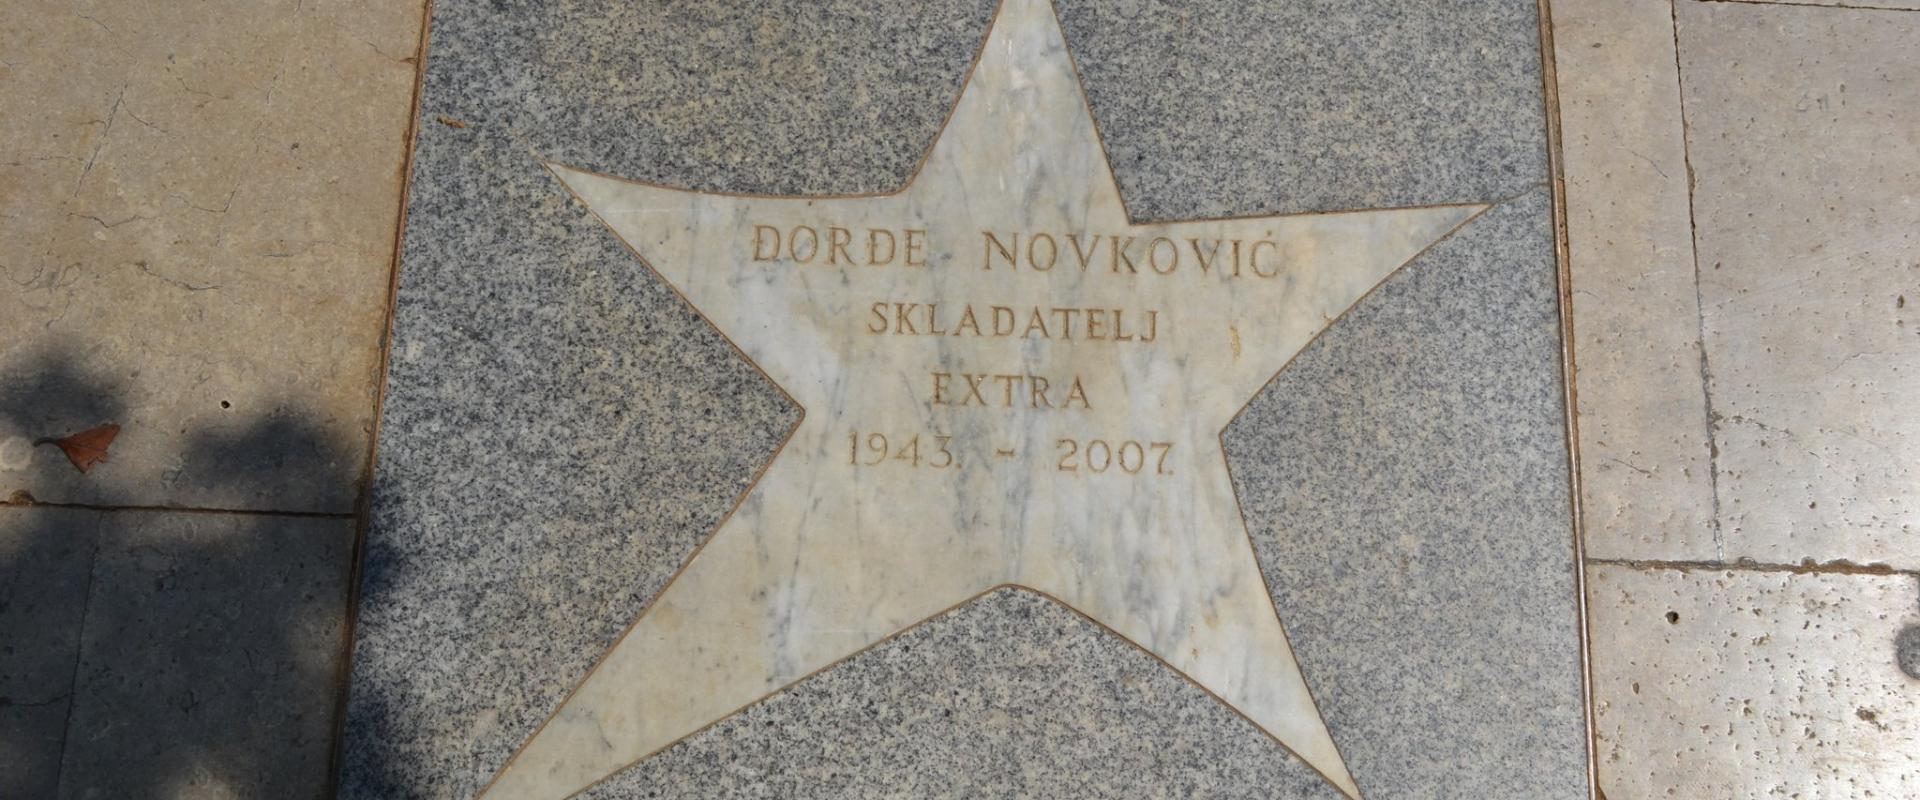 ĐORĐE NOVKOVIĆ
SKLADATELJ
EXTRA
1943. - 2007.